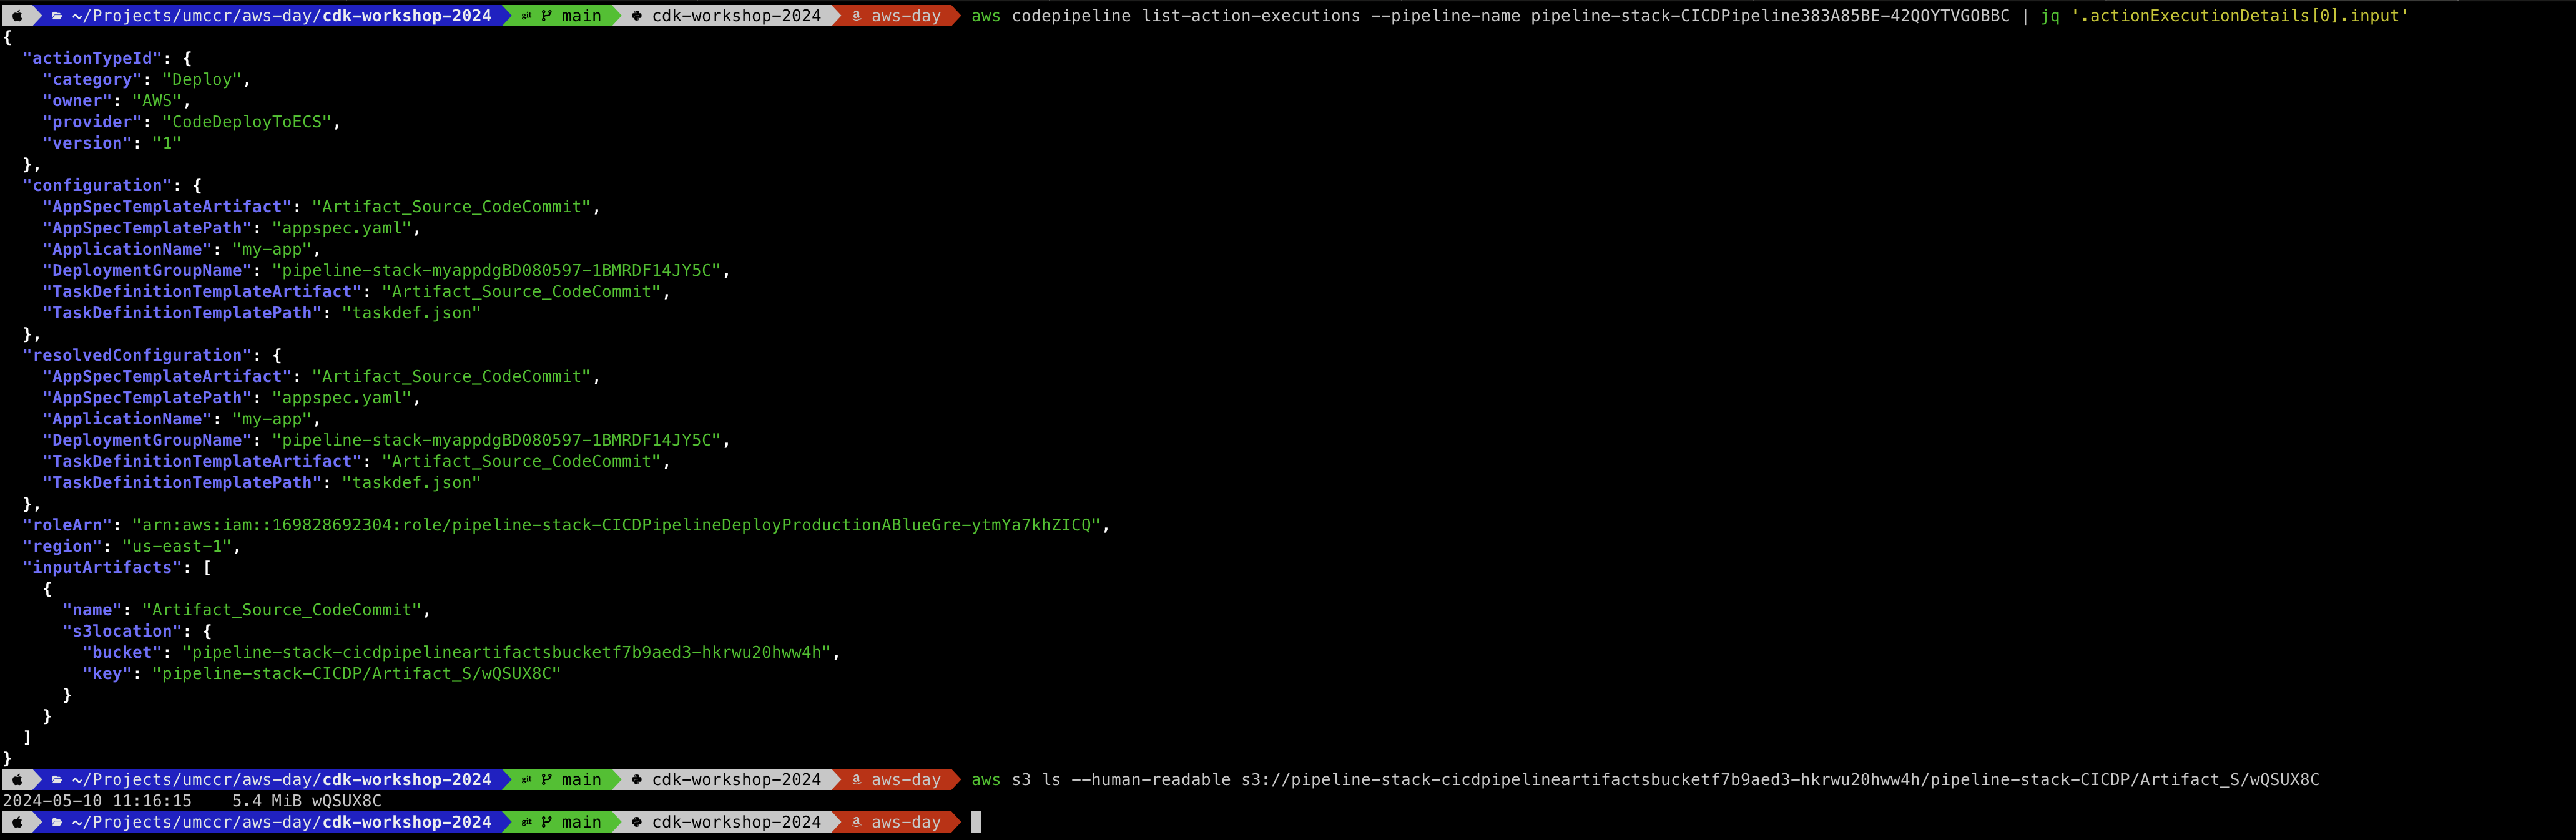 ~/Projects/umccr/aws-day/cdk-workshop-2024 git main cdk-workshop-2024 a aws-day aws codepipeline list-action-executions --pipeline-name pipeline-stack-CICDPipeline383A85BE-42QOYTVGOBBC | jq '.actionExecutionDetails[0].input'
{
  "actionTypeId": {
    "category": "Deploy",
    "owner": "AWS",
    "provider": "CodeDeployToECS",
    "version": "1"
  },
  "configuration": {
    "AppSpecTemplateArtifact": "Artifact_Source_CodeCommit",
    "AppSpecTemplatePath": "appspec.yaml",
    "ApplicationName": "my-app",
    "DeploymentGroupName": "pipeline-stack-myappdgBD080597-1BMRDF14JY5C",
    "TaskDefinitionTemplateArtifact": "Artifact_Source_CodeCommit",
    "TaskDefinitionTemplatePath": "taskdef.json"
  },
  "resolvedConfiguration": {
    "AppSpecTemplateArtifact": "Artifact_Source_CodeCommit",
    "AppSpecTemplatePath": "appspec.yaml",
    "ApplicationName": "my-app",
    "DeploymentGroupName": "pipeline-stack-myappdgBD080597-1BMRDF14JY5C",
    "TaskDefinitionTemplateArtifact": "Artifact_Source_CodeCommit",
    "TaskDefinitionTemplatePath": "taskdef.json"
  },
  "roleArn": "arn:aws:iam::169828692304:role/pipeline-stack-CICDPipelineDeployProductionABlueGre-ytmYa7khZICQ",
  "region": "us-east-1",
  "inputArtifacts": [
    {
      "name": "Artifact_Source_CodeCommit",
      "s3location": {
        "bucket": "pipeline-stack-cicdpipelineartifactsbucketf7b9aed3-hkrwu20hww4h",
        "key": "pipeline-stack-CICDP/Artifact_S/wQSUX8C"
      }
    }
  ]
}
~/Projects/umccr/aws-day/cdk-workshop-2024 git main cdk-workshop-2024 a aws-day aws s3 ls --human-readable s3://pipeline-stack-cicdpipelineartifactsbucketf7b9aed3-hkrwu20hww4h/pipeline-stack-CICDP/Artifact_S/wQSUX8C
2024-05-10 11:16:15    5.4 MiB wQSUX8C
~/Projects/umccr/aws-day/cdk-workshop-2024 git main cdk-workshop-2024 a aws-day